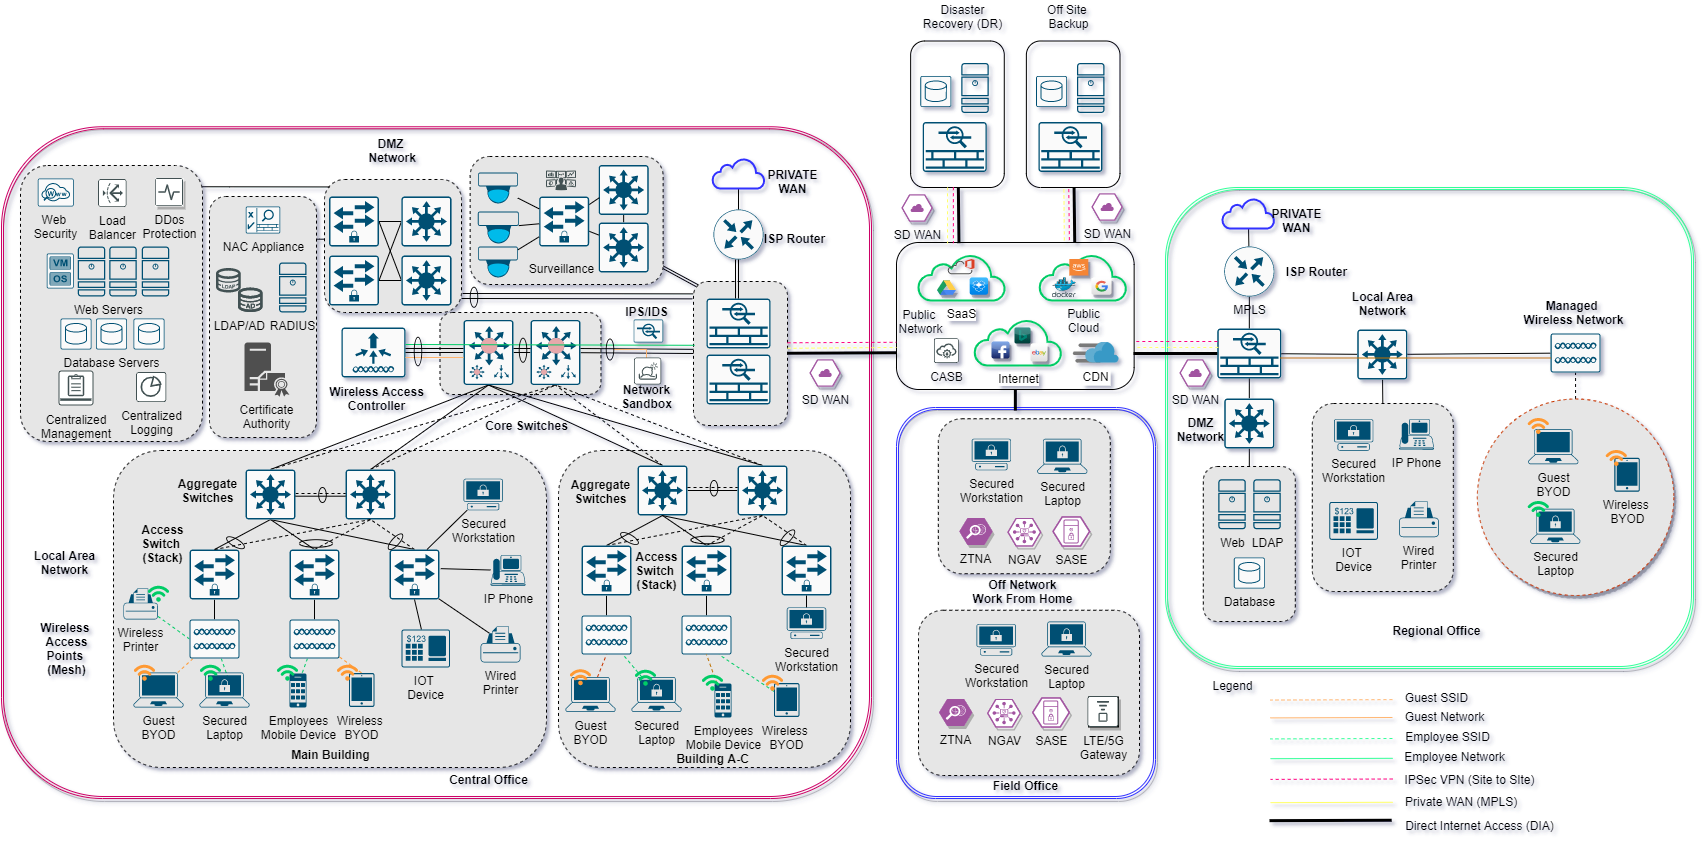 Disaster
Recovery (DR)
Off Site
Backup
SD WAN
SD WAN
DMZ
Network
Web
Security
Load
Balancer
DDos
Protection
VM
OS
Web Servers
Database Servers
Centralized
Management
Centralized
Logging
NAC Appliance
LDAP
AD
LDAP/AD RADIUS
Certificate
Authority
Surveillance
PRIVATE
WAN
ISP Router
IPS/IDS
Network
Sandbox
Wireless Access
Controller
Core Switches
SD WAN
Public
Network
SaaS
aws
docker
Public
Cloud
CASB
ebay
Internet
CDN
PRIVATE
WAN
ISP Router
MPLS
Local Area
Network
Managed
Wireless Network
SD WAN
DMZ
Network
Web LDAP
Database
Secured
Workstation
IP Phone
$123
IOT
Device
Wired
Printer
Guest
BYOD
Wireless
BYOD
Secured
Laptop
Regional Office
Aggregate
Switches
Access
Switch
(Stack)
Secured
Workstation
IP Phone
Local Area
Network
Wireless
Access
Points
(Mesh)
Wireless
Printer
$123
IOT
Device
Wired
Printer
Guest
BYOD
Secured
Laptop
Employees
Mobile Device
Wireless
BYOD
Main Building
Aggregate
Switches
Access
Switch
(Stack)
Secured
Workstation
Guest
BYOD
Secured
Laptop
Employees
Mobile Device
Wireless
BYOD
Building A-C
Central Office
Secured
Workstation
Secured
Laptop
ZTNA
NGAV
SASE
Off Network
Work From Home
Secured
Workstation
Secured
Laptop
ZTNA
NGAV
SASE
LTE/5G
Gateway
Field Office
Legend
Guest SSID
Guest Network
Employee SSID
Employee Network
IPSec VPN (Site to SIte)
Private WAN (MPLS)
Direct Internet Access (DIA)